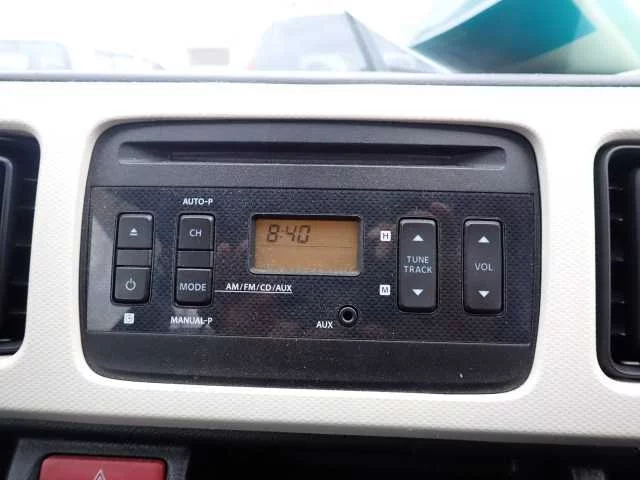 AUTO-P
CH
8:40
H
TUNE
TRACK
VOL
MODE
AM/FM/CD/AUX
M
B
MANUAL-P
AUX